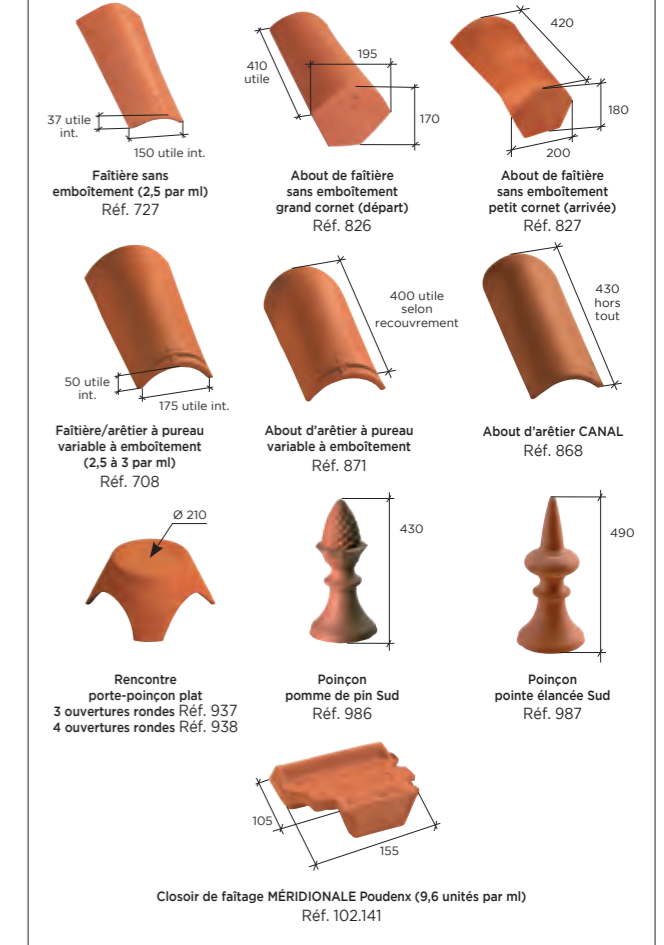 37 utile
int.
150 utile int.
Faîtière sans
emboîtement (2,5 par ml)
Réf. 727
410
utile
195
170
About de faîtière
sans emboîtement
grand cornet (départ)
Réf. 826
420
180
200
About de faîtière
sans emboîtement
petit cornet (arrivée)
Réf. 827
50 utile
int.
175 utile int.
Faîtière/arêtier à pureau
variable à emboîtement
(2,5 à 3 par ml)
Réf. 708
400 utile
selon
recouvrement
About d'arêtier à pureau
variable à emboîtement
Réf. 871
430
hors
tout
About d'arêtier CANAL
Réf. 868
Ø 210
Rencontre
porte-poinçon plat
3 ouvertures rondes Réf. 937
4 ouvertures rondes Réf. 938
430
Poinçon
pomme de pin Sud
Réf. 986
490
Poinçon
pointe élancée Sud
Réf. 987
105
155
Closoir de faîtage MÉRIDIONALE Poudenx (9,6 unités par ml)
Réf. 102.141